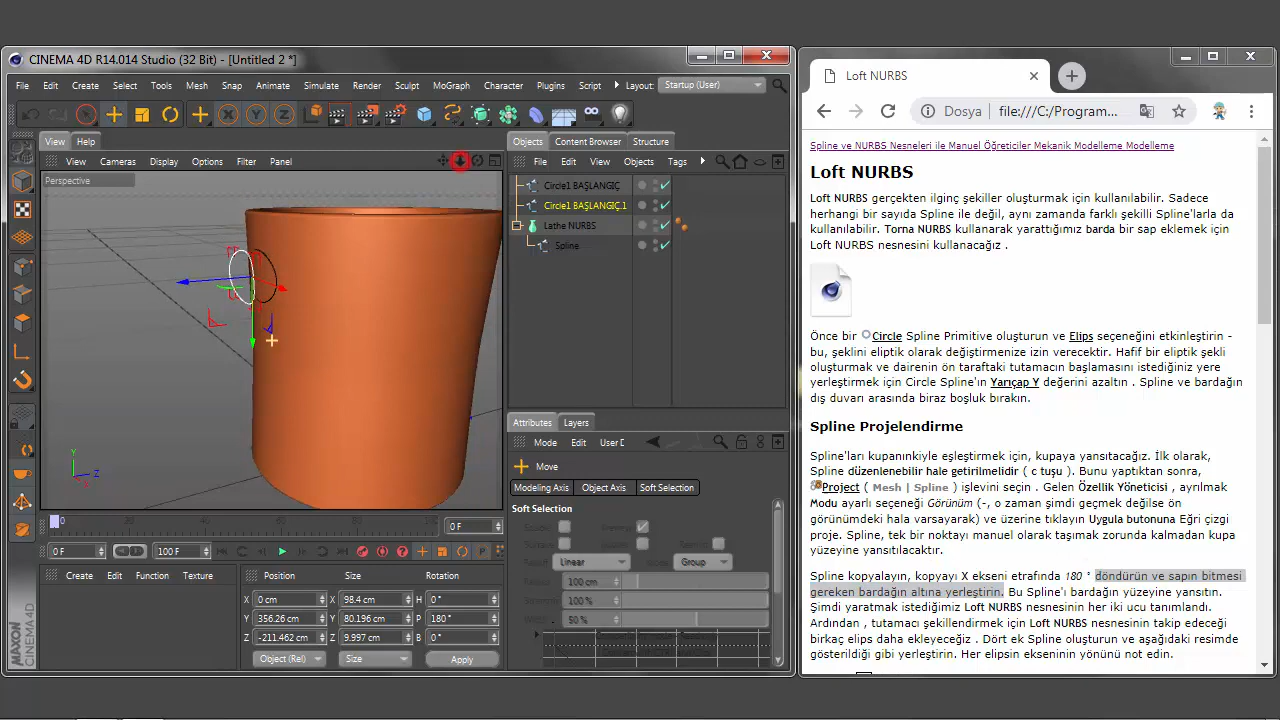 CINEMA 4D R14.014 Studio (32 Bit) - [Untitled 2 *]
File Edit Create Select Tools Mesh Snap Animate Simulate Render Sculpt MoGraph Character Plugins Script Layout: Startup (User)
X Y Z
View Help
View Cameras Display Options Filter Panel
Perspective
Y
Z
0 100
0 F
0 F 100 F
P
Create Edit Function Texture
MAXON
CINEMA 4D
Position Size Rotation
X 0 cm X 98.4 cm H 0 °
Y 356.26 cm Y 80.196 cm P 180 °
Z -211.462 cm Z 9.997 cm B 0 °
Object (Rel) Size Apply
Objects Content Browser Structure
File Edit View Objects Tags
Circle1 BAŞLANGIÇ
Circle1 BAŞLANGIÇ.1
Lathe NURBS
Spline
Attributes Layers
Mode Edit User D
Move
Modeling Axis Object Axis Soft Selection
Soft Selection
Linear Group
100 cm
100 %
50 %
Loft NURBS
Dosya file:///C:/Program...
Spline ve NURBS Nesneleri ile Manuel Öğreticiler Mekanik Modelleme Modelleme
Loft NURBS
Loft NURBS gerçekten ilginç şekiller oluşturmak için kullanılabilir. Sadece
herhangi bir sayıda Spline ile değil, aynı zamanda farklı şekilli Spline'larla da
kullanılabilir. Torna NURBS kullanarak yarattığımız barda bir sap eklemek için
Loft NURBS nesnesini kullanacağız .
Önce bir Circle Spline Primitive oluşturun ve Elips seçeneğini etkinleştirin -
bu, şeklini eliptik olarak değiştirmenize izin verecektir. Hafif bir eliptik şekli
oluşturmak ve dairenin ön taraftaki tutamacın başlamasını istediğiniz yere
yerleştirmek için Circle Spline'ın Yarıçap Y değerini azaltın . Spline ve bardağın
dış duvarı arasında biraz boşluk bırakın.
Spline Projelendirme
Spline'ları kupanınkiyle eşleştirmek için, kupaya yansıtacağız. İlk olarak,
Spline düzenlenebilir hale getirilmelidir ( c tuşu ). Bunu yaptıktan sonra,
Project ( Mesh | Spline ) işlevini seçin . Gelen Özellik Yöneticisi , ayrılmak
Modu ayarlı seçeneği Görünüm (-, o zaman şimdi geçmek değilse ön
görünümdeki hala varsayarak) ve üzerine tıklayın Uygula butonuna Eğri çizgi
proje. Spline, tek bir noktayı manuel olarak taşımak zorunda kalmadan kupa
yüzeyine yansıtılacaktır.
Spline kopyalayın, kopyayı X ekseni etrafında 180 ° döndürün ve sapın bitmesi
gereken bardağın altına yerleştirin. Bu Spline'ı bardağın yüzeyine yansıtın.
Şimdi yaratmak istediğimiz Loft NURBS nesnesinin her iki ucu tanımlandı.
Ardından , tutamacı şekillendirmek için Loft NURBS nesnesinin takip edeceği
birkaç elips daha ekleyeceğiz . Dört ek Spline oluşturun ve aşağıdaki resimde
gösterildiği gibi yerleştirin. Her elipsin ekseninin yönünü not edin.